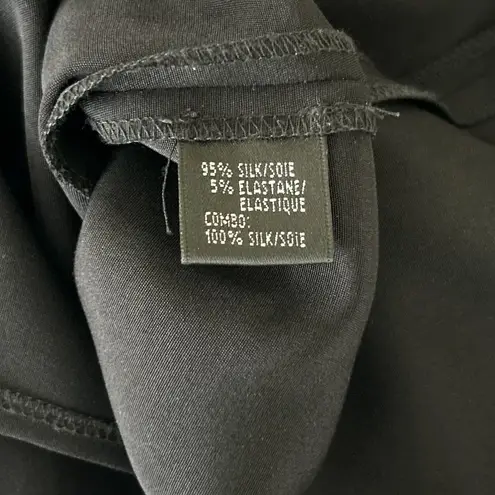 95% SILK/SOIE
5% ELASTANE/
ELASTIQUE
COMBO:
100% SILK/SOIE